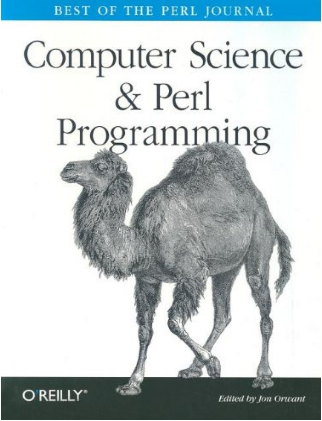 BEST OF THE PERL JOURNAL
Computer Science
& Perl
Programming
O'REILLY®
Edited by Jon Orwant